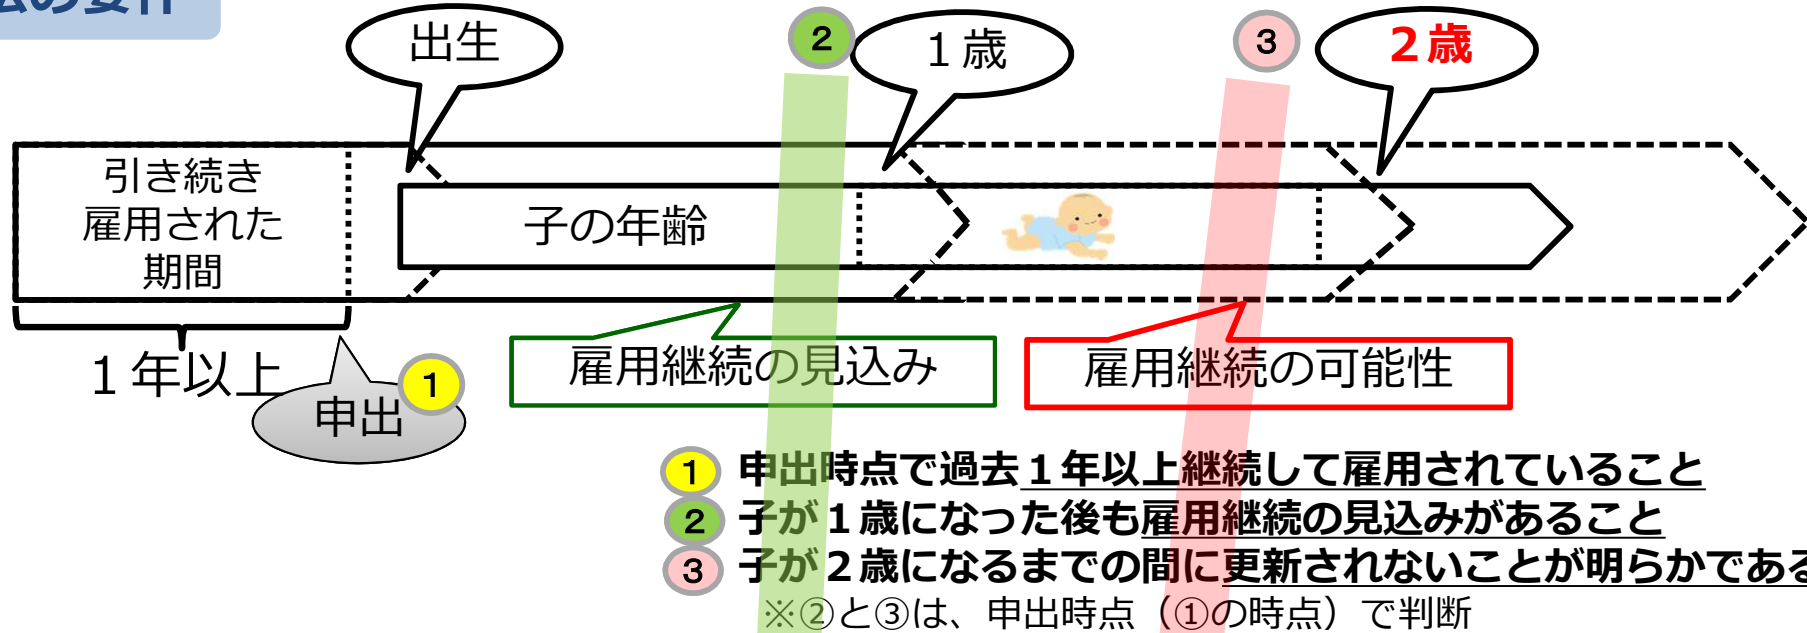 の要件
出生
２
１歳
３
２歳
引き続き
雇用された
期間
子の年齢
１年以上
申出
１
雇用継続の見込み
雇用継続の可能性
１ 申出時点で過去１年以上継続して雇用されていること
２ 子が１歳になった後も雇用継続の見込みがあること
３ 子が２歳になるまでの間に更新されないことが明らかである
※②と③は、申出時点（①の時点）で判断